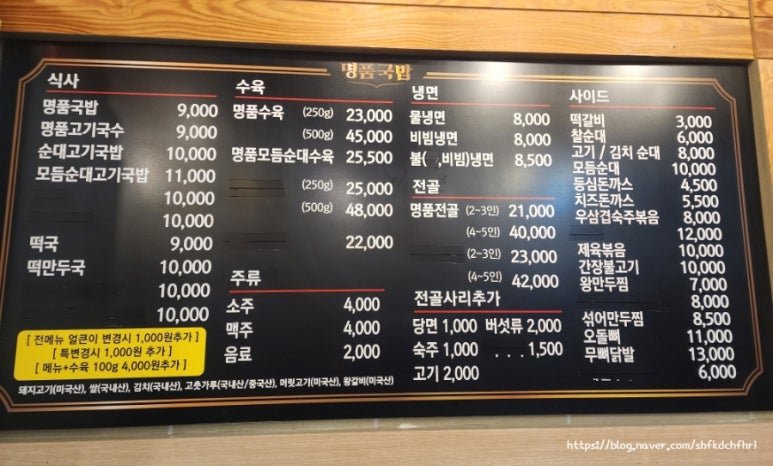 명품국밥
식사
명품국밥 9,000
명품고기국수 9,000
순대고기국밥 10,000
모듬순대고기국밥 11,000
10,000
10,000
떡국 9,000
떡만두국 10,000
10,000
10,000
[ 전메뉴 얼큰이 변경시 1,000원추가 ]
[ 특변경시 1,000원 추가 ]
[ 메뉴+수육 100g 4,000원추가 ]
돼지고기(국내산), 쌀(국내산), 김치(국내산), 고춧가루(국내산/중국산), 머릿고기(미국산), 왕갈비(미국산)
수육
명품수육 (250g) 23,000
(500g) 45,000
명품모듬순대수육 25,500
(250g) 25,000
(500g) 48,000
22,000
주류
소주 4,000
맥주 4,000
음료 2,000
냉면
물냉면 8,000
비빔냉면 8,000
불( ,비빔)냉면 8,500
전골
명품전골 (2~3인) 21,000
(4~5인) 40,000
(2~3인) 23,000
(4~5인) 42,000
전골사리추가
당면 1,000 버섯류 2,000
숙주 1,000 . . . 1,500
고기 2,000
사이드
떡갈비 3,000
찰순대 6,000
고기 / 김치 순대 8,000
모듬순대 10,000
등심돈까스 4,500
치즈돈까스 5,500
우삼겹숙주볶음 8,000
12,000
제육볶음 10,000
간장불고기 10,000
왕만두찜 7,000
8,000
섞어만두찜 8,500
오돌뼈 11,000
무뼈닭발 13,000
6,000
https://blog.naver.com/shfkdchfhrl